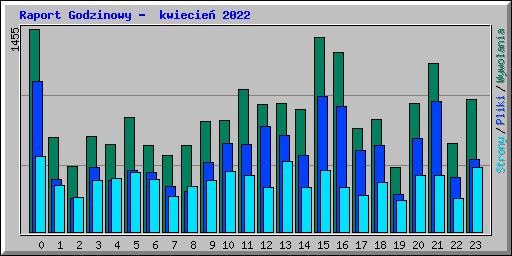 Raport Godzinowy -  kwiecień 2022
1455
Strony/Pliki/Wywołania
0 1 2 3 4 5 6 7 8 9 10 11 12 13 14 15 16 17 18 19 20 21 22 23